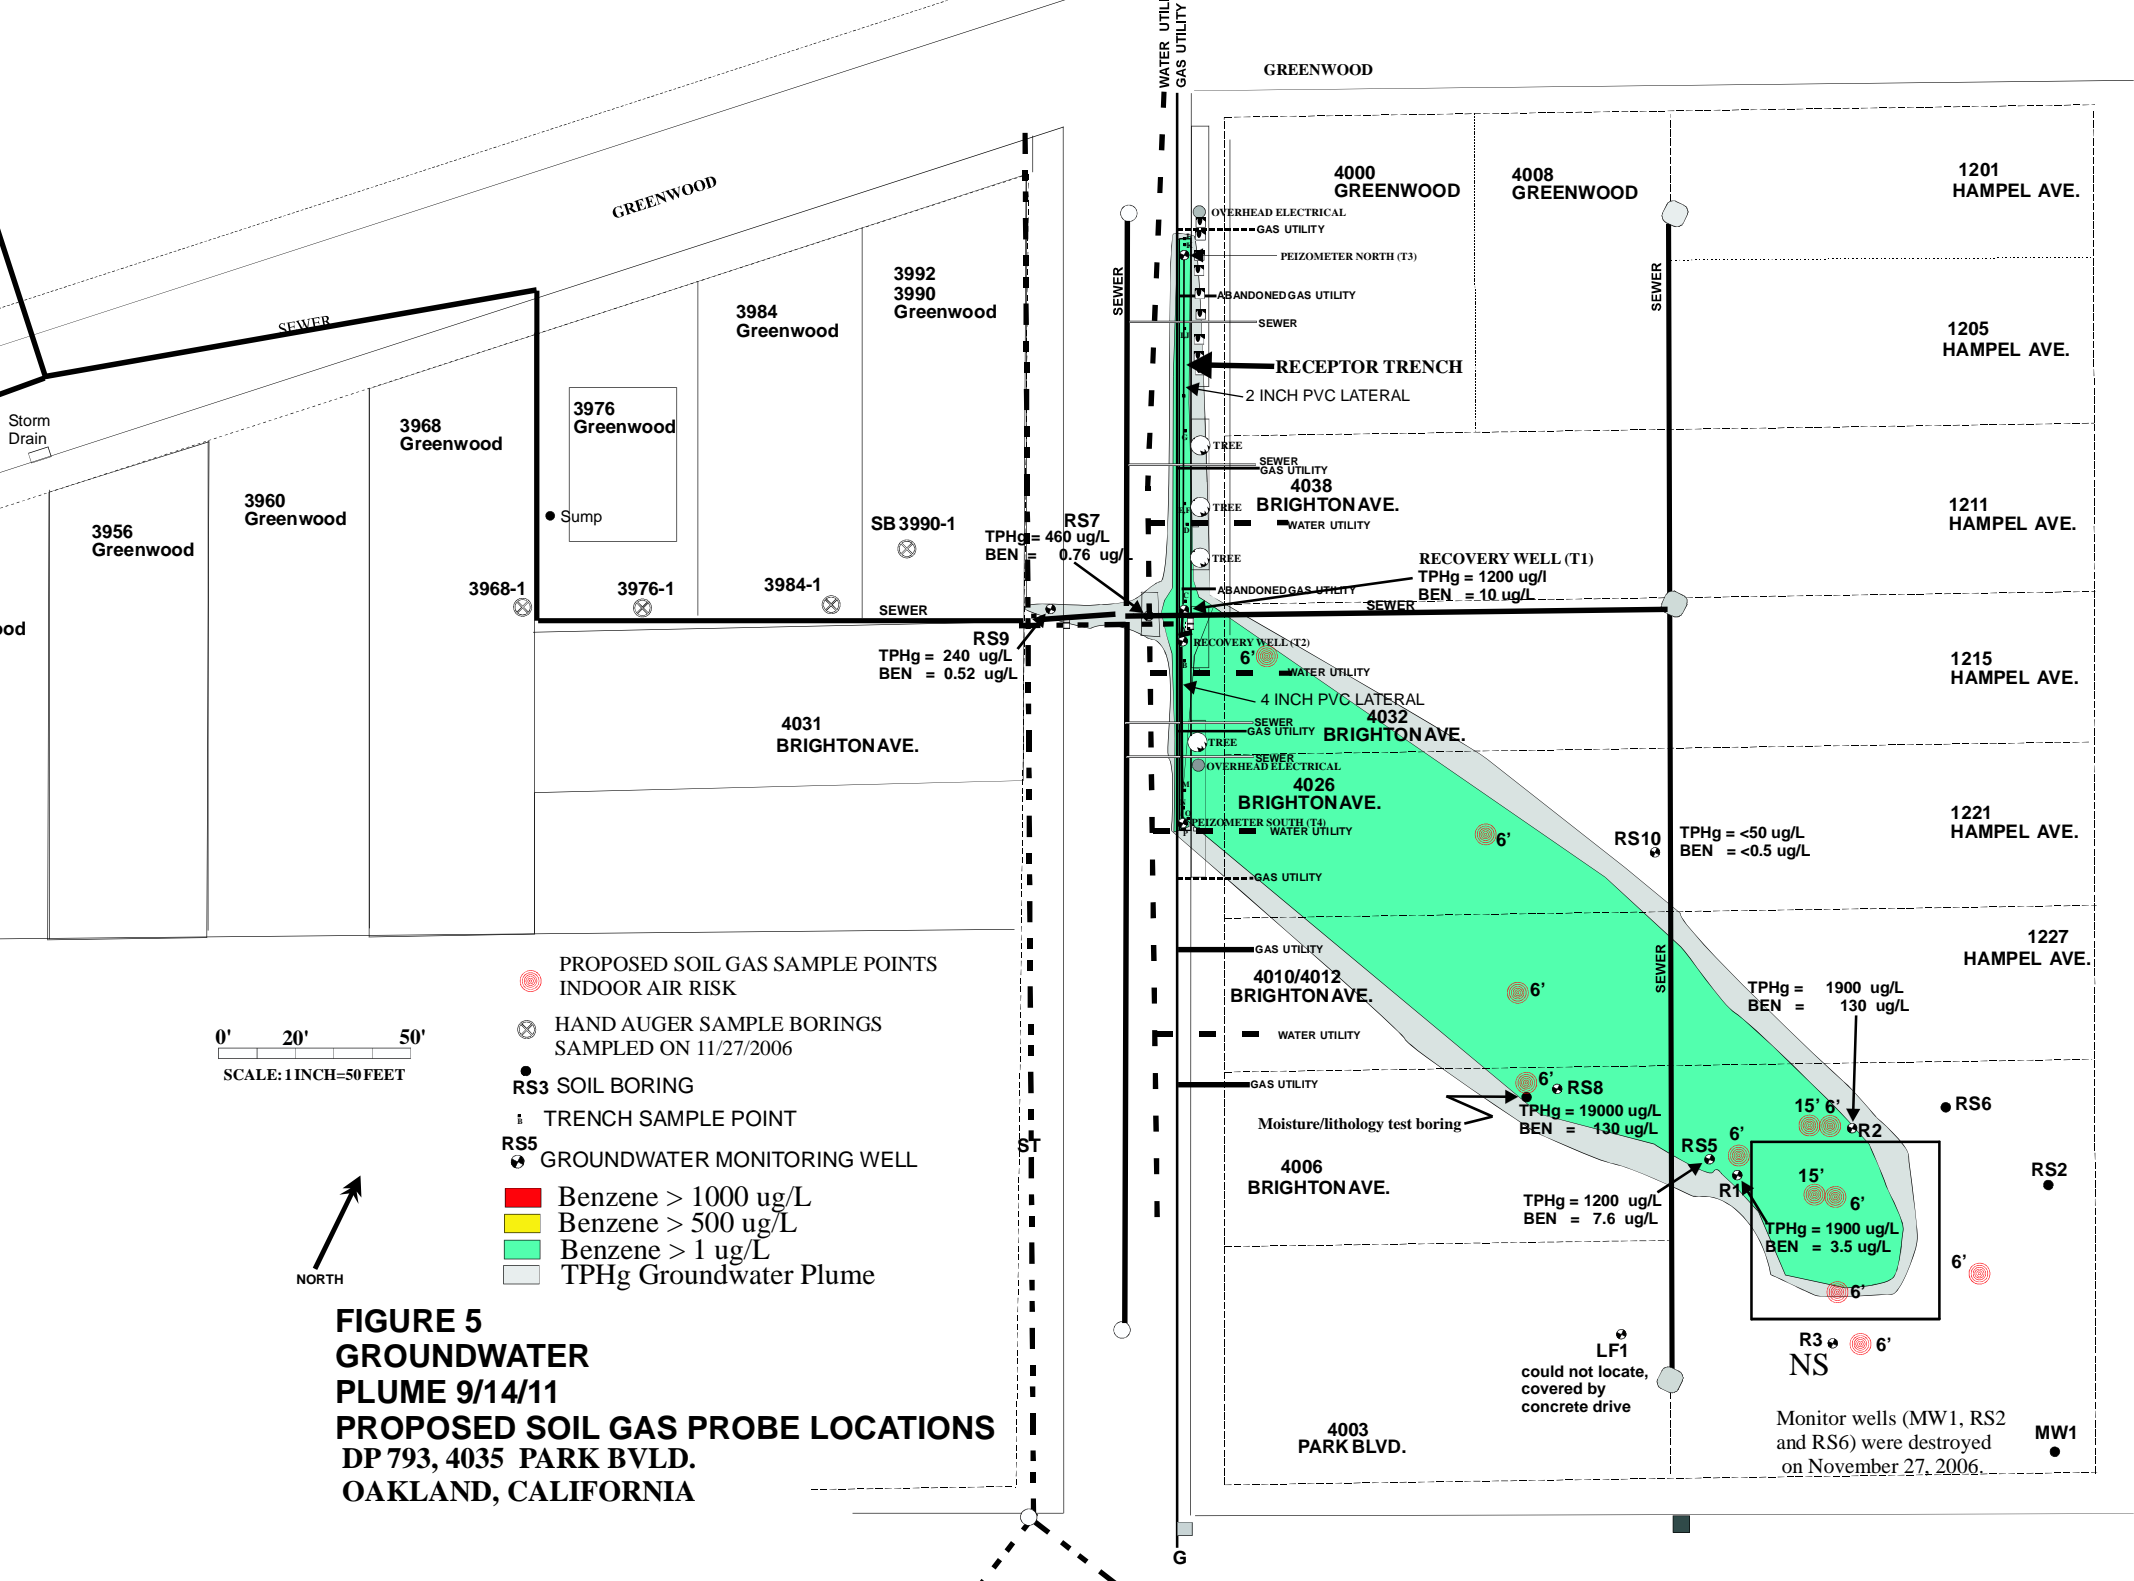 WATER UTILI
GAS UTILITY
GREENWOOD
GREENWOOD
4000
GREENWOOD
4008
GREENWOOD
1201
HAMPEL AVE.
OVERHEAD ELECTRICAL
GAS UTILITY
PEIZOMETER NORTH (T3)
SEWER
SEWER
ABANDONED GAS UTILITY
SEWER
SEWER
3992
3990
Greenwood
3984
Greenwood
1205
HAMPEL AVE.
RECEPTOR TRENCH
2 INCH PVC LATERAL
Storm
Drain
3968
Greenwood
3976
Greenwood
TREE
SEWER
GAS UTILITY
4038
BRIGHTON AVE.
TREE
WATER UTILITY
1211
HAMPEL AVE.
3960
Greenwood
3956
Greenwood
Sump
SB 3990-1
RS7
TPHg = 460 ug/L
BEN = 0.76 ug/L
TREE
RECOVERY WELL (T1)
TPHg = 1200 ug/l
BEN = 10 ug/L
3968-1
3976-1
3984-1
ABANDONED GAS UTILITY
SEWER
SEWER
ood
RS9
TPHg = 240 ug/L
BEN = 0.52 ug/L
RECOVERY WELL (T2)
6'
WATER UTILITY
1215
HAMPEL AVE.
4 INCH PVC LATERAL
4031
BRIGHTON AVE.
SEWER
GAS UTILITY
4032
BRIGHTON AVE.
TREE
SEWER
OVERHEAD ELECTRICAL
4026
BRIGHTON AVE.
PEIZOMETER SOUTH (T4)
WATER UTILITY
6'
RS10
TPHg = <50 ug/L
BEN = <0.5 ug/L
1221
HAMPEL AVE.
GAS UTILITY
GAS UTILITY
4010/4012
BRIGHTON AVE.
6'
SEWER
1227
HAMPEL AVE.
TPHg = 1900 ug/L
BEN = 130 ug/L
WATER UTILITY
GAS UTILITY
6'
RS8
TPHg = 19000 ug/L
BEN = 130 ug/L
Moisture/lithology test boring
15' 6'
R2
RS6
RS5
6'
R1
15'
6'
RS2
4006
BRIGHTON AVE.
TPHg = 1200 ug/L
BEN = 7.6 ug/L
TPHg = 1900 ug/L
BEN = 3.5 ug/L
6'
6'
R3
6'
NS
LF1
could not locate,
covered by
concrete drive
4003
PARK BLVD.
Monitor wells (MW1, RS2
and RS6) were destroyed
on November 27, 2006.
MW1
ST
G
PROPOSED SOIL GAS SAMPLE POINTS
INDOOR AIR RISK
HAND AUGER SAMPLE BORINGS
SAMPLED ON 11/27/2006
RS3 SOIL BORING
B TRENCH SAMPLE POINT
RS5
GROUNDWATER MONITORING WELL
Benzene > 1000 ug/L
Benzene > 500 ug/L
Benzene > 1 ug/L
TPHg Groundwater Plume
0' 20' 50'
SCALE: 1 INCH=50 FEET
NORTH
FIGURE 5
GROUNDWATER
PLUME 9/14/11
PROPOSED SOIL GAS PROBE LOCATIONS
DP 793, 4035 PARK BVLD.
OAKLAND, CALIFORNIA